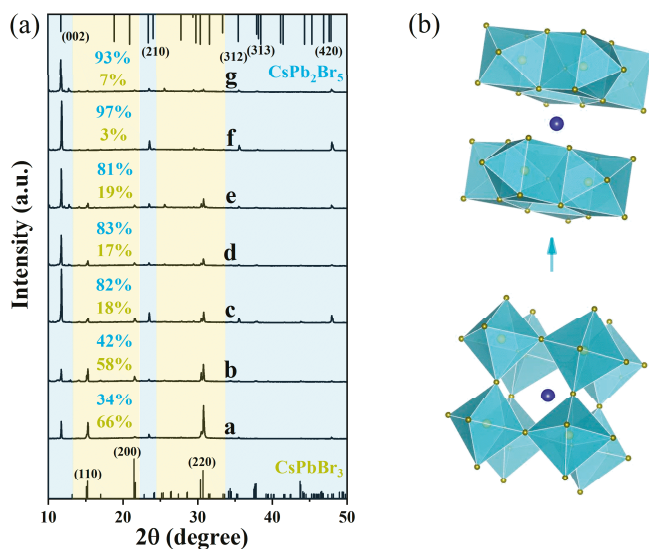 (a)
(b)
(002)
(210)
(312)
(313)
(420)
93%
7%
g
CsPb₂Br₅
97%
3%
f
81%
19%
e
83%
17%
d
82%
18%
c
42%
58%
b
34%
66%
a
CsPbBr₃
(110)
(200)
(220)
Intensity (a.u.)
10 20 30 40 50
2θ (degree)